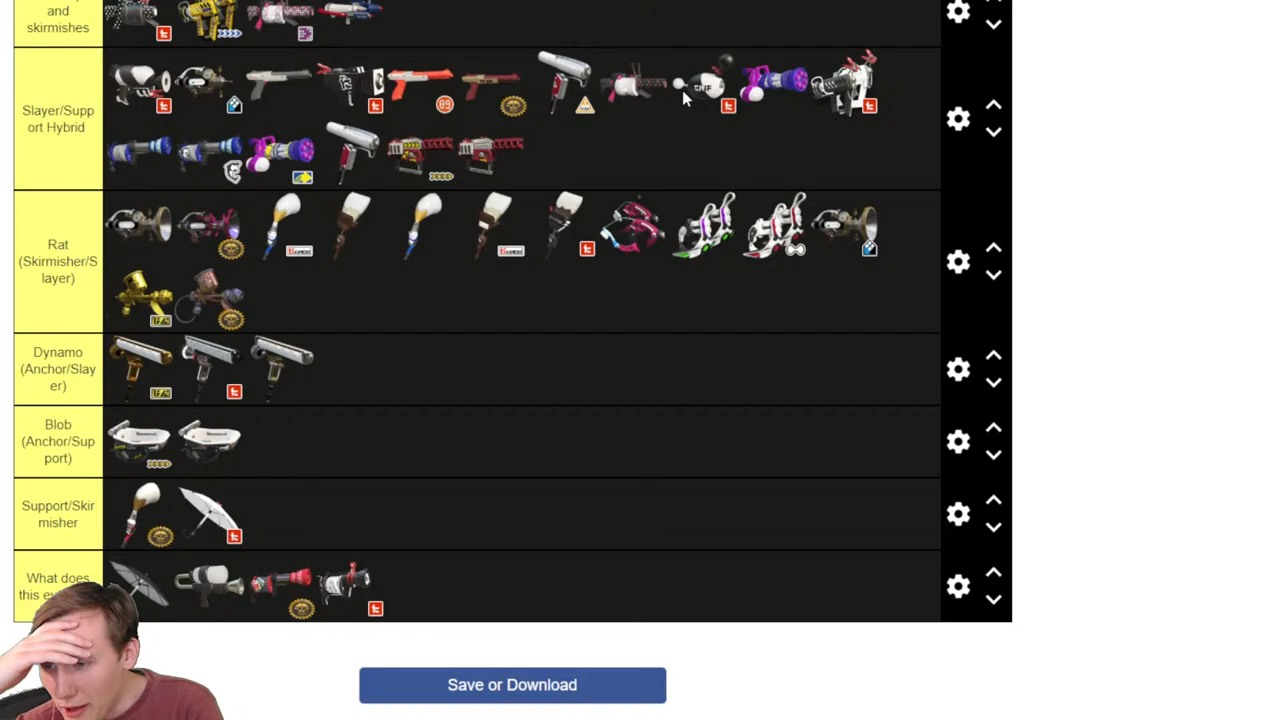 and
skirmishes
Slayer/Supp
ort Hybrid
Rat
(Skirmisher/S
layer)
Dynamo
(Anchor/Slay
er)
Blob
(Anchor/Sup
port)
Support/Skir
misher
What does
this
Save or Download